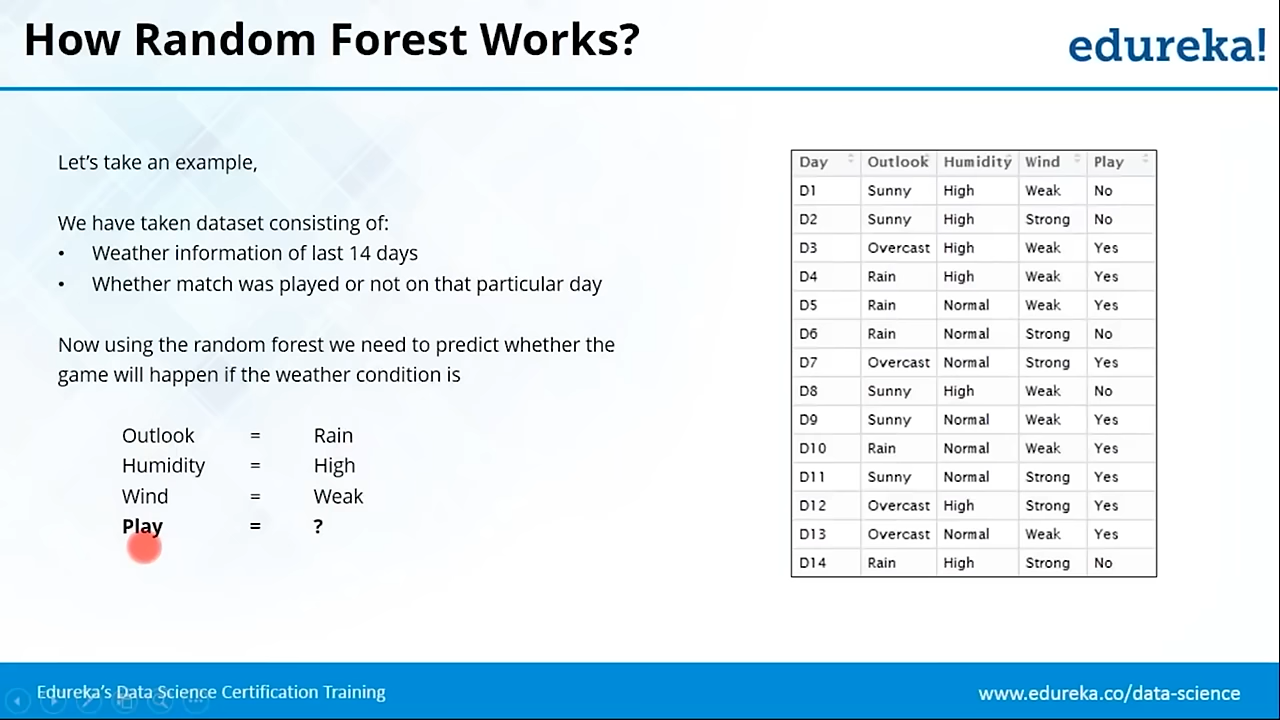 How Random Forest Works?
edureka!
Let's take an example,
We have taken dataset consisting of:
• Weather information of last 14 days
• Whether match was played or not on that particular day
Now using the random forest we need to predict whether the
game will happen if the weather condition is
Outlook = Rain
Humidity = High
Wind = Weak
Play = ?
Day Outlook Humidity Wind Play
D1 Sunny High Weak No
D2 Sunny High Strong No
D3 Overcast High Weak Yes
D4 Rain High Weak Yes
D5 Rain Normal Weak Yes
D6 Rain Normal Strong No
D7 Overcast Normal Strong Yes
D8 Sunny High Weak No
D9 Sunny Normal Weak Yes
D10 Rain Normal Weak Yes
D11 Sunny Normal Strong Yes
D12 Overcast High Strong Yes
D13 Overcast Normal Weak Yes
D14 Rain High Strong No
Edureka's Data Science Certification Training
www.edureka.co/data-science